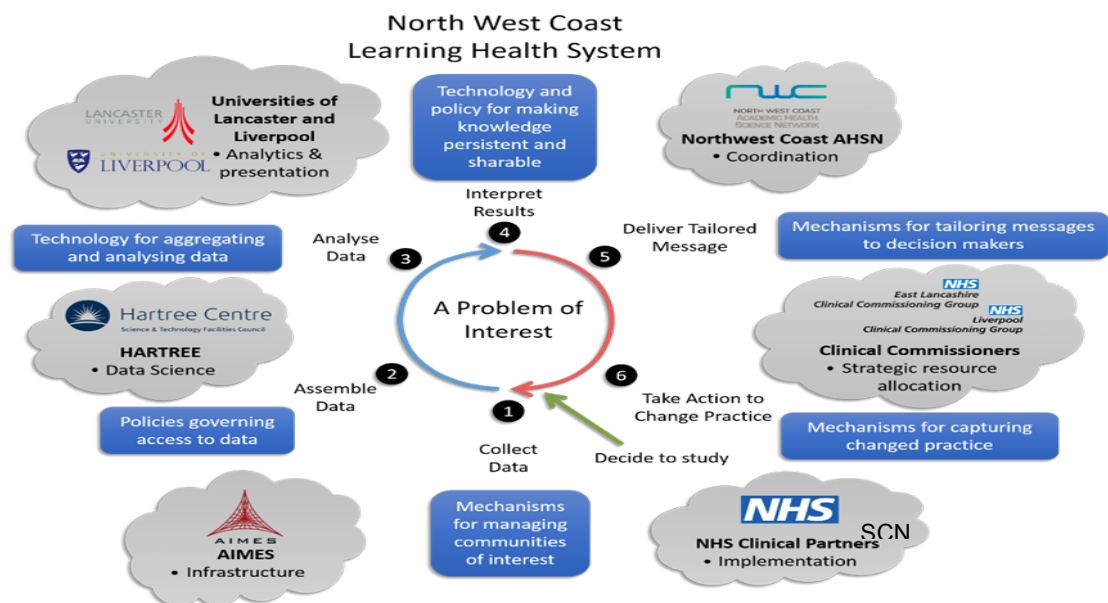 North West Coast
Learning Health System
LANCASTER
UNIVERSITY
UNIVERSITY OF
LIVERPOOL
Universities of
Lancaster and
Liverpool
• Analytics &
presentation
Technology and
policy for making
knowledge
persistent and
sharable
nwc
NORTH WEST COAST
ACADEMIC HEALTH
SCIENCE NETWORK
Northwest Coast AHSN
• Coordination
Technology for aggregating
and analysing data
Analyse
Data
3
Interpret
Results
4
Deliver Tailored
Message
5
Mechanisms for tailoring messages
to decision makers
Hartree Centre
Science & Technology Facilities Council
HARTREE
• Data Science
A Problem of
Interest
NHS
East Lancashire
Clinical Commissioning Group
NHS
Liverpool
Clinical Commissioning Group
Clinical Commissioners
• Strategic resource
allocation
2
Assemble
Data
1
Collect
Data
6
Take Action to
Change Practice
Decide to study
Policies governing
access to data
Mechanisms for capturing
changed practice
AIMES
AIMES
• Infrastructure
Mechanisms
for managing
communities
of interest
NHS
SCN
NHS Clinical Partners
• Implementation